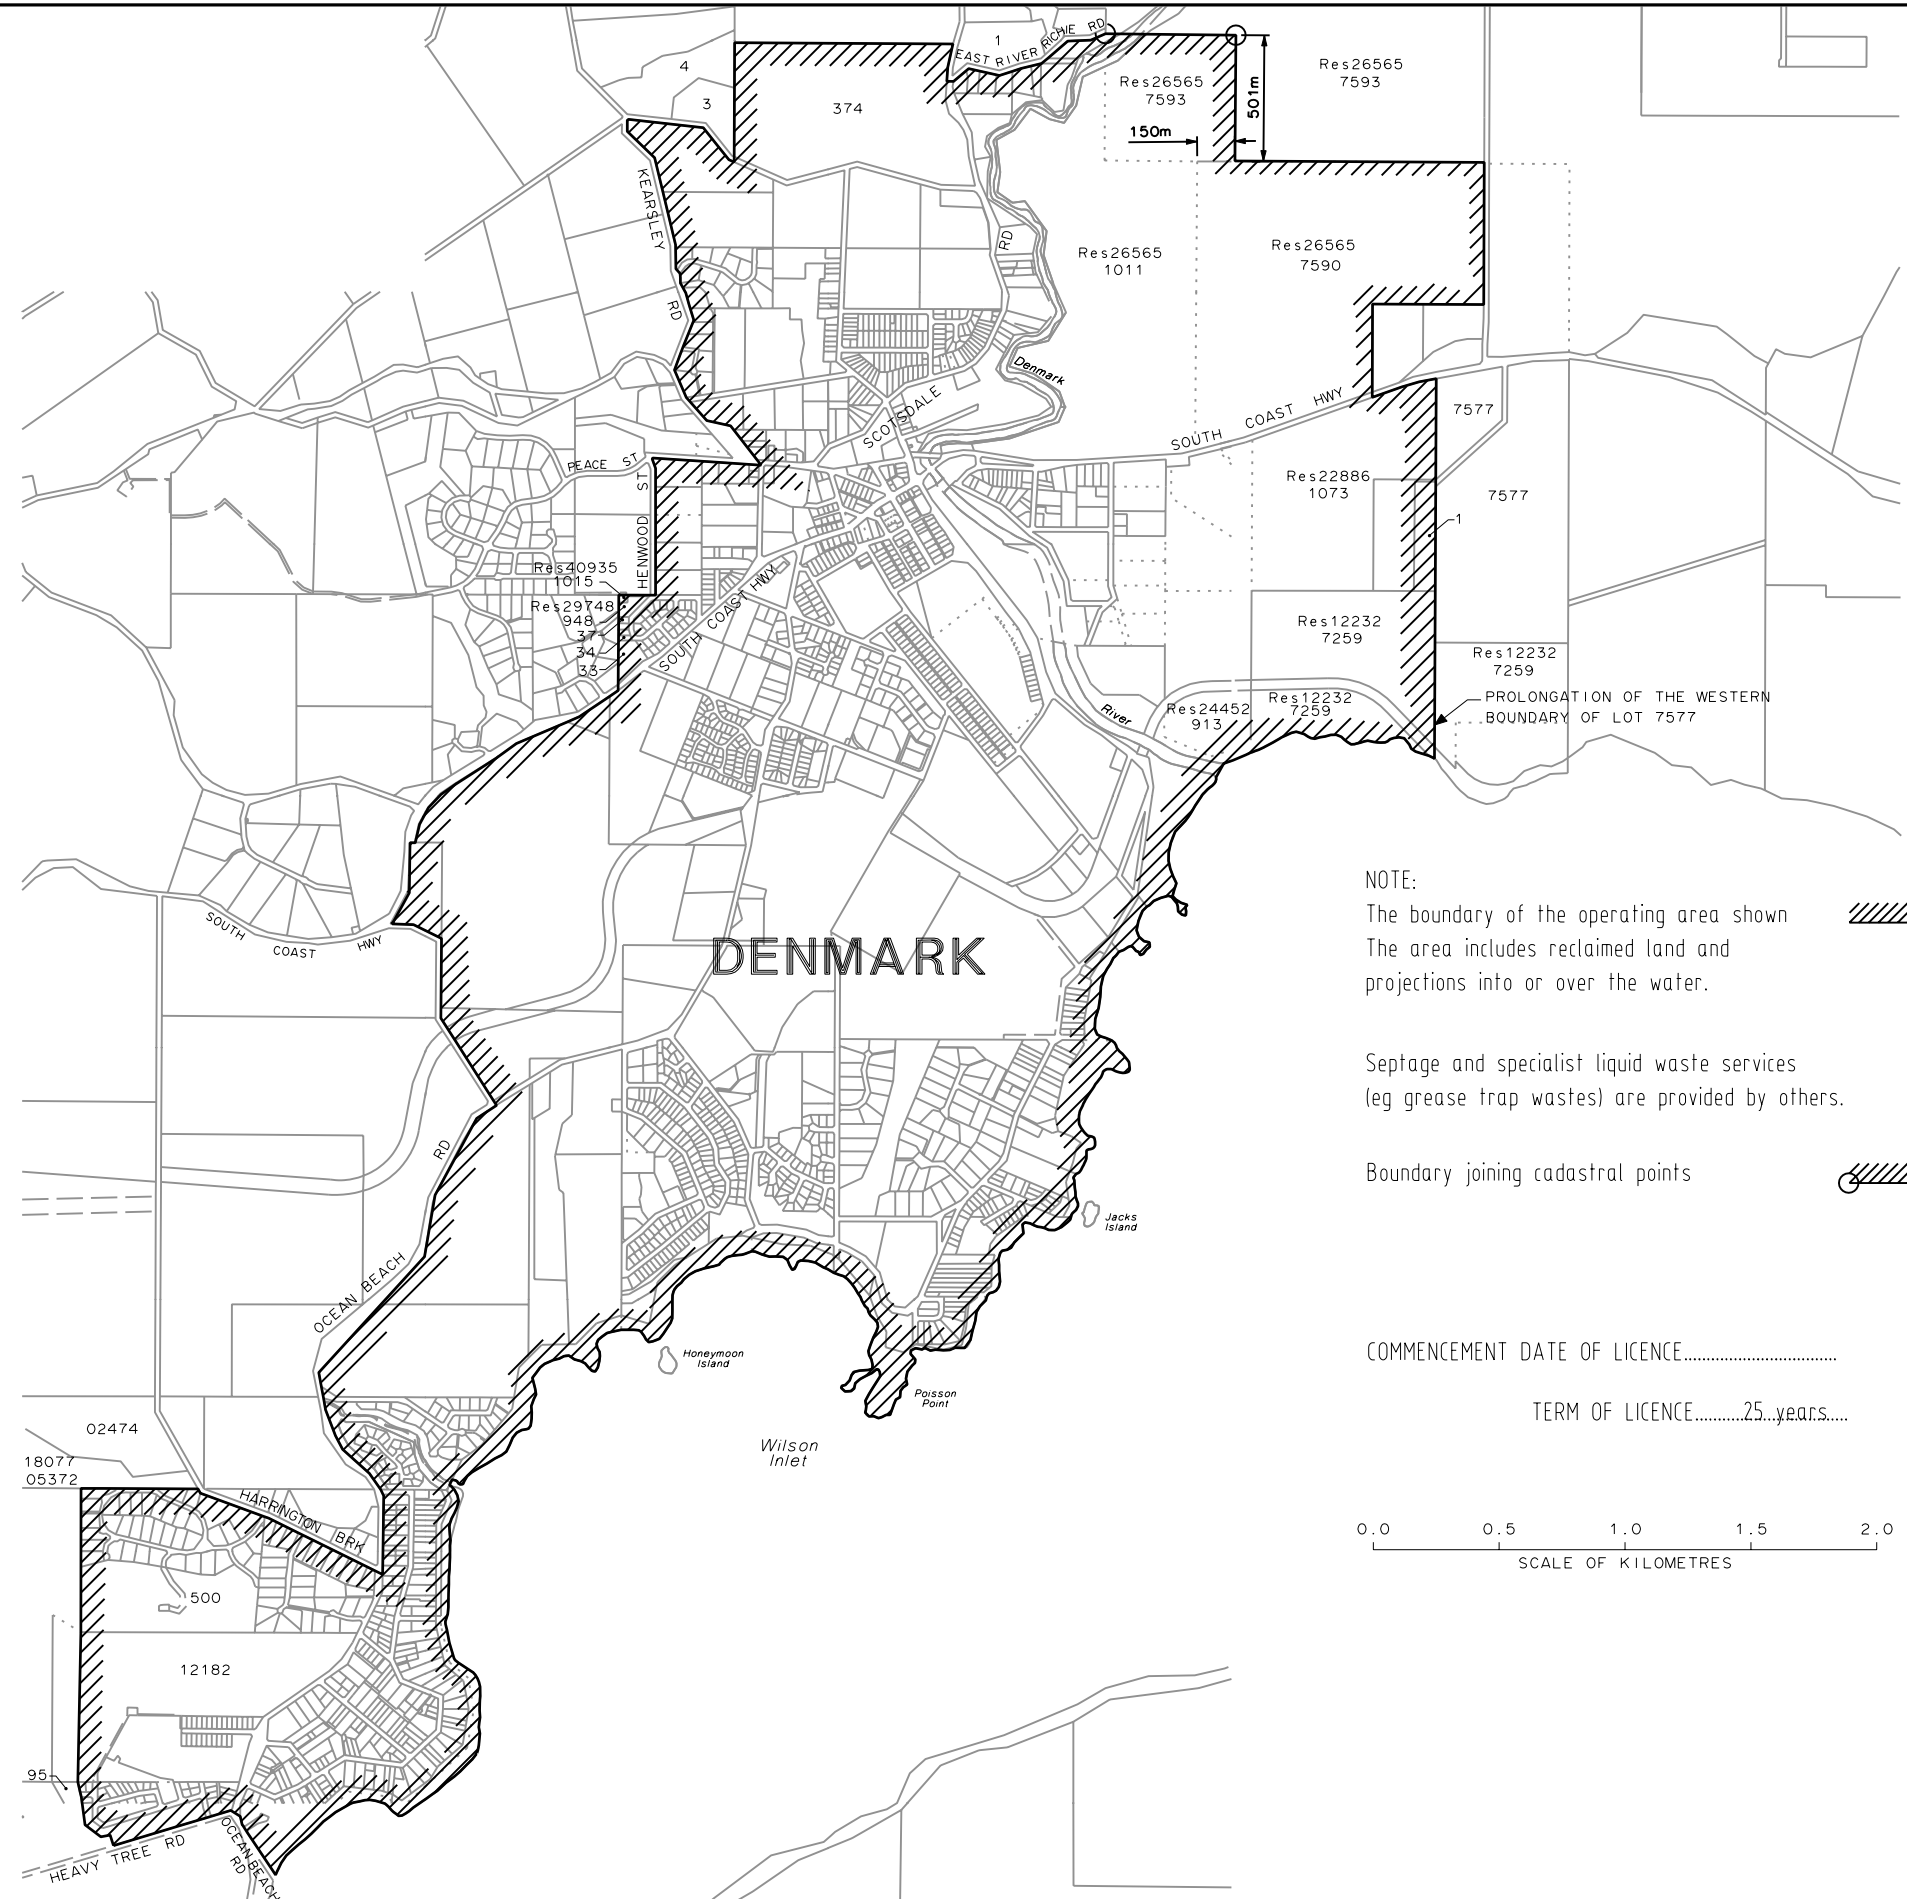 1
EAST RIVER
RICHIE RD
4
3
374
Res26565
7593
501m
150m
Res26565
7593
KEARSLEY
RD
RD
Res26565
1011
Res26565
7590
Denmark
SCOTSDALE
SOUTH COAST HWY
7577
PEACE ST
HENWOOD ST
Res22886
1073
7577
1
Res40935
1015
Res29748
948
37
34
33
SOUTH COAST HWY
Res12232
7259
Res12232
7259
River
Res24452
913
Res12232
7259
PROLONGATION OF THE WESTERN
BOUNDARY OF LOT 7577
SOUTH COAST HWY
DENMARK
NOTE:
The boundary of the operating area shown
The area includes reclaimed land and
projections into or over the water.
Septage and specialist liquid waste services
(eg grease trap wastes) are provided by others.
Boundary joining cadastral points
RD
OCEAN BEACH
Jacks
Island
Honeymoon
Island
Poisson
Point
Wilson
Inlet
COMMENCEMENT DATE OF LICENCE..................................
TERM OF LICENCE...........25 years.....
02474
18077
05372
HARRINGTON BRK
500
12182
95
HEAVY TREE RD
OCEAN BEACH
RD
0.0 0.5 1.0 1.5 2.0
SCALE OF KILOMETRES